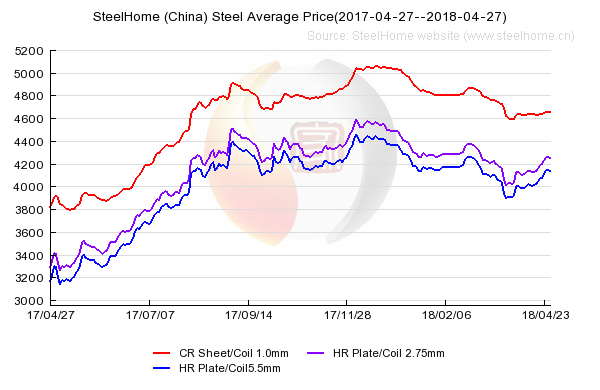 SteelHome (China) Steel Average Price(2017-04-27--2018-04-27)
Source: SteelHome website (www.steelhome.cn)
5200
5000
4800
4600
4400
4200
4000
3800
3600
3400
3200
3000
17/04/27 17/07/07 17/09/14 17/11/28 18/02/06 18/04/23
CR Sheet/Coil 1.0mm HR Plate/Coil 2.75mm
HR Plate/Coil5.5mm